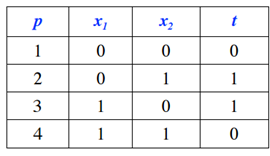 p x₁ x₂ t
1 0 0 0
2 0 1 1
3 1 0 1
4 1 1 0